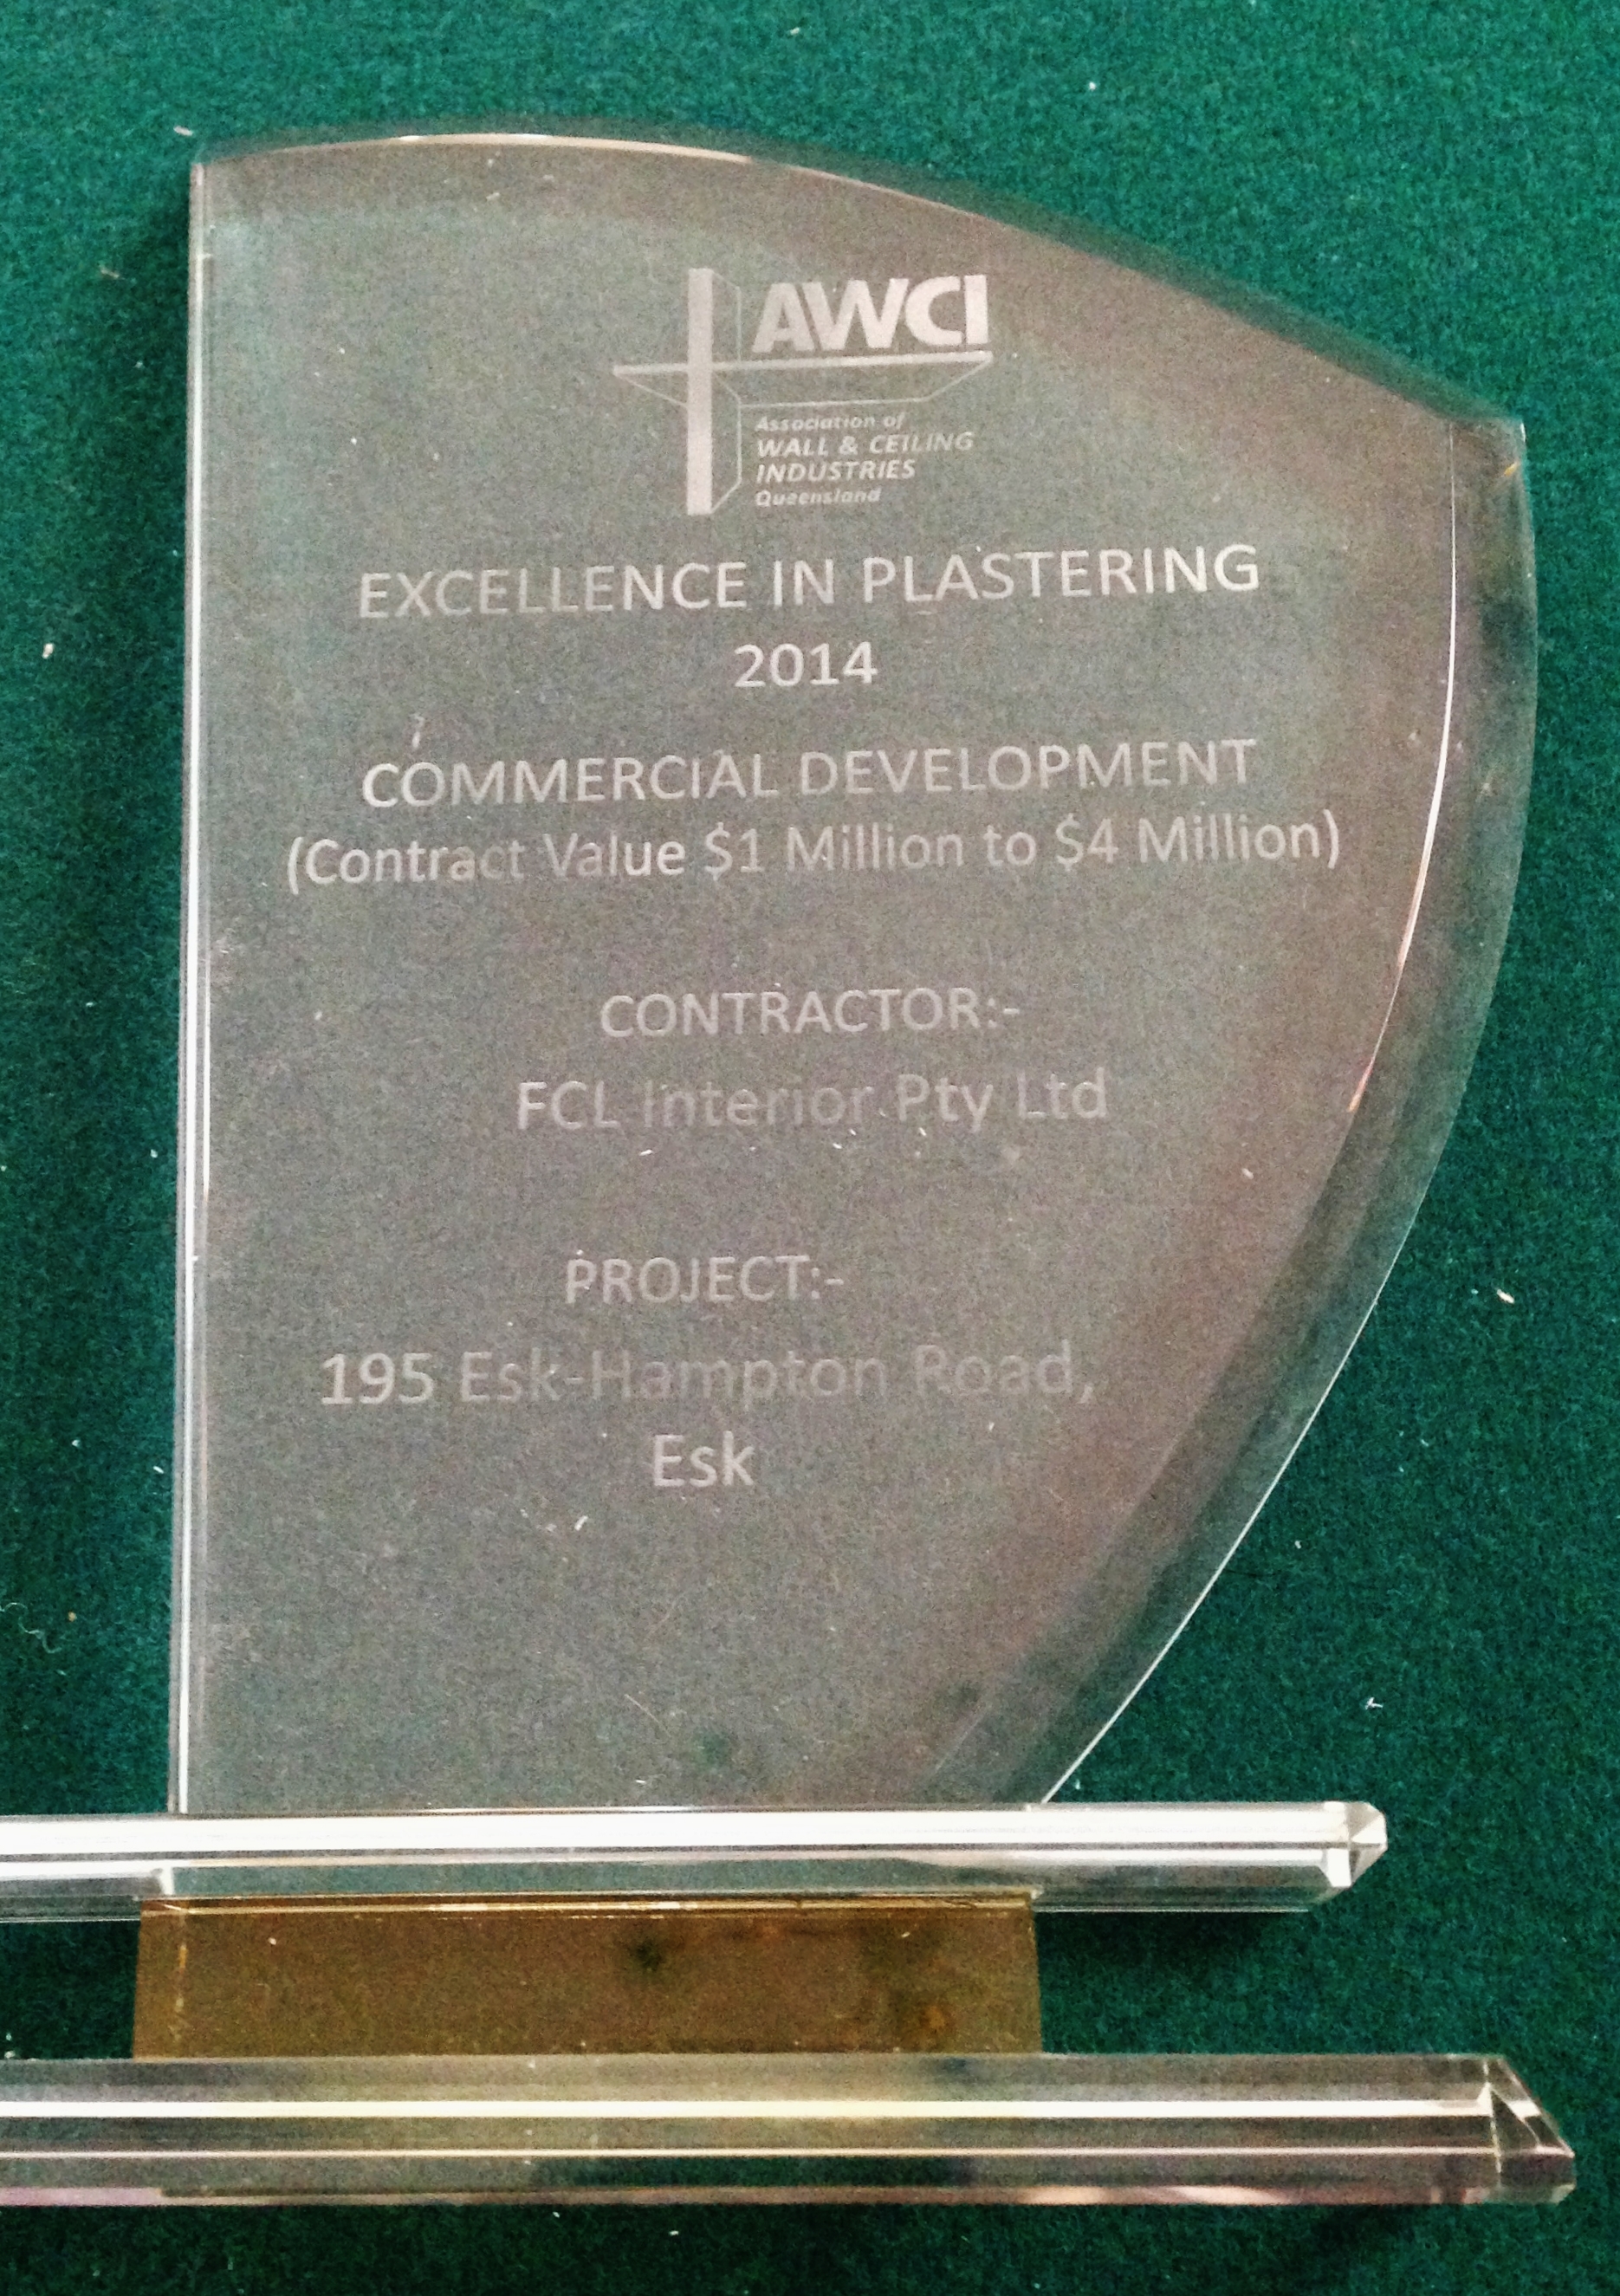 AWCI
Association of
WALL & CEILING
INDUSTRIES
Queensland
EXCELLENCE IN PLASTERING
2014
COMMERCIAL DEVELOPMENT
(Contract Value $1 Million to $4 Million)
CONTRACTOR:-
FCL Interior Pty Ltd
PROJECT:-
195 Esk-Hampton Road,
Esk